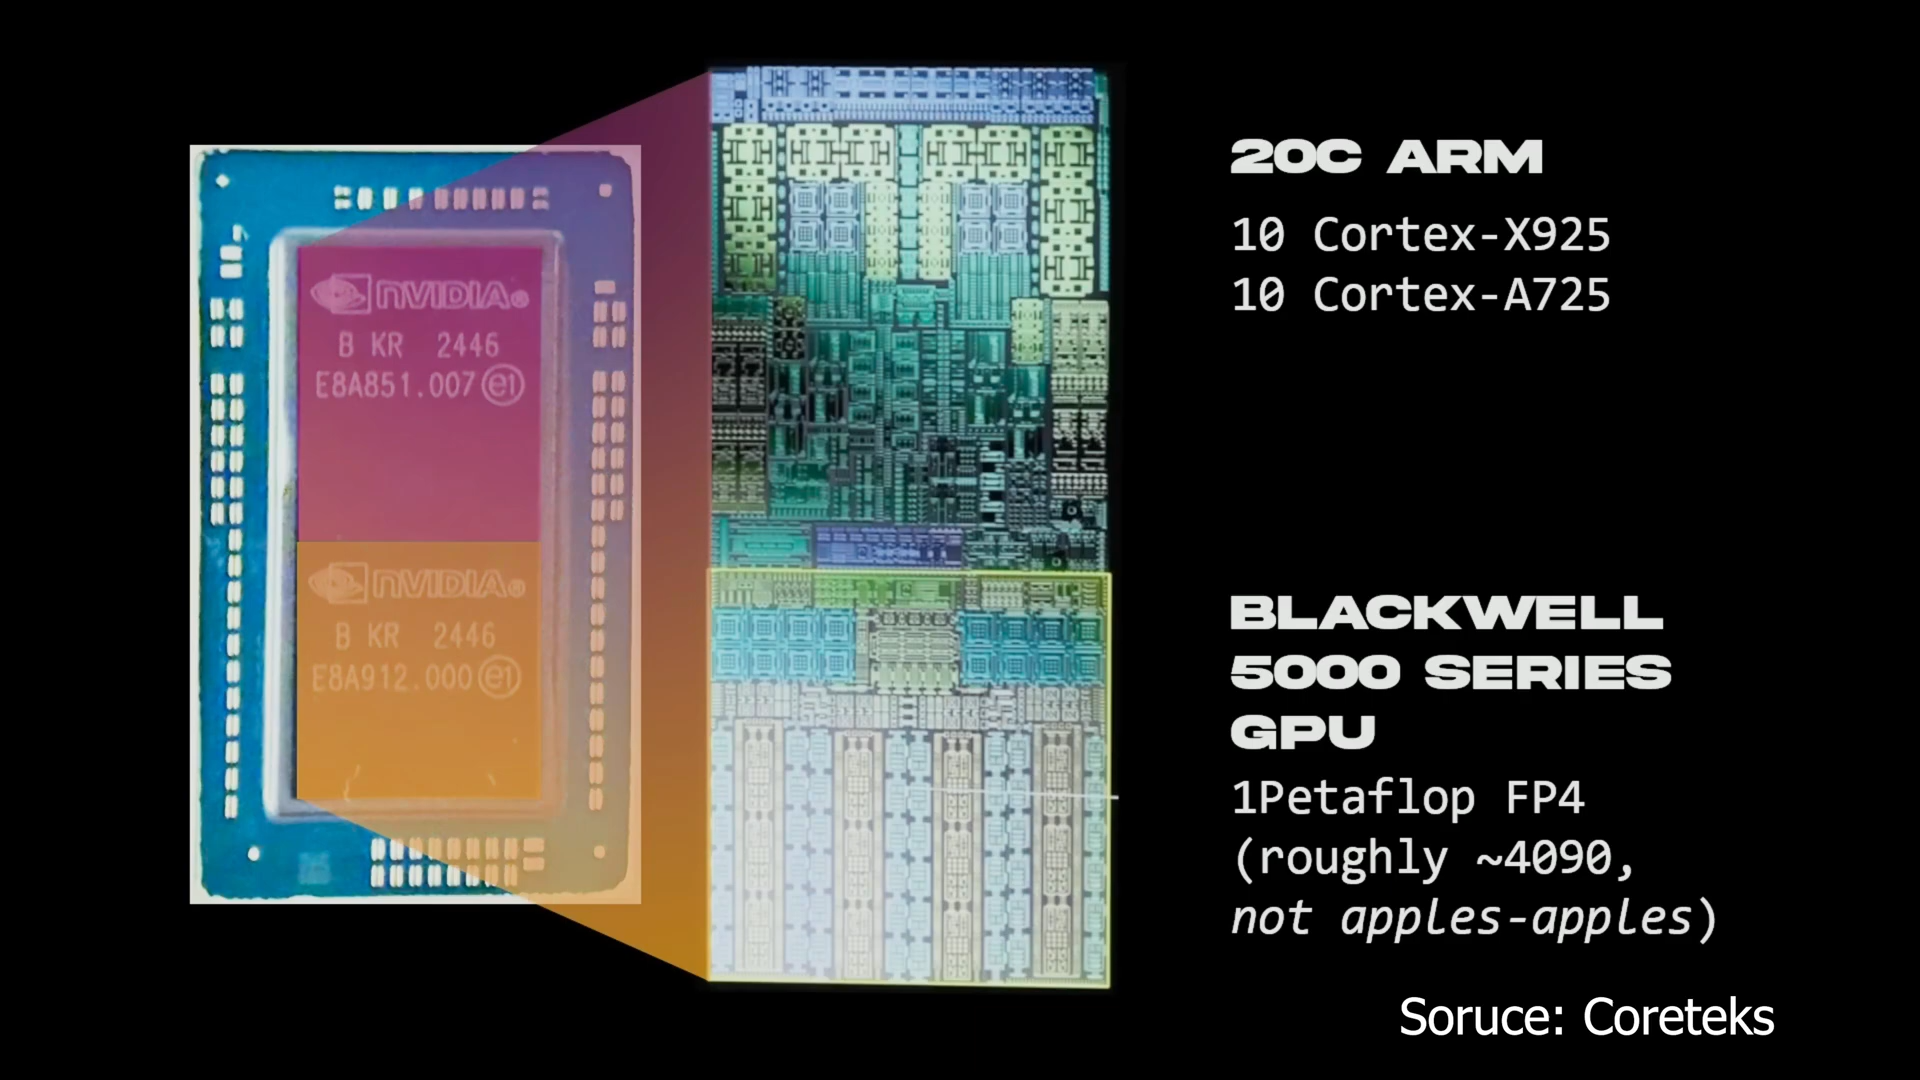 nVIDIA®
B KR 2446
E8A851.007 e1
nVIDIA®
B KR 2446
E8A912.000 e1
20C ARM
10 Cortex-X925
10 Cortex-A725
BLACKWELL
5000 SERIES
GPU
1Petaflop FP4
(roughly ~4090,
not apples-apples)
Soruce: Coreteks